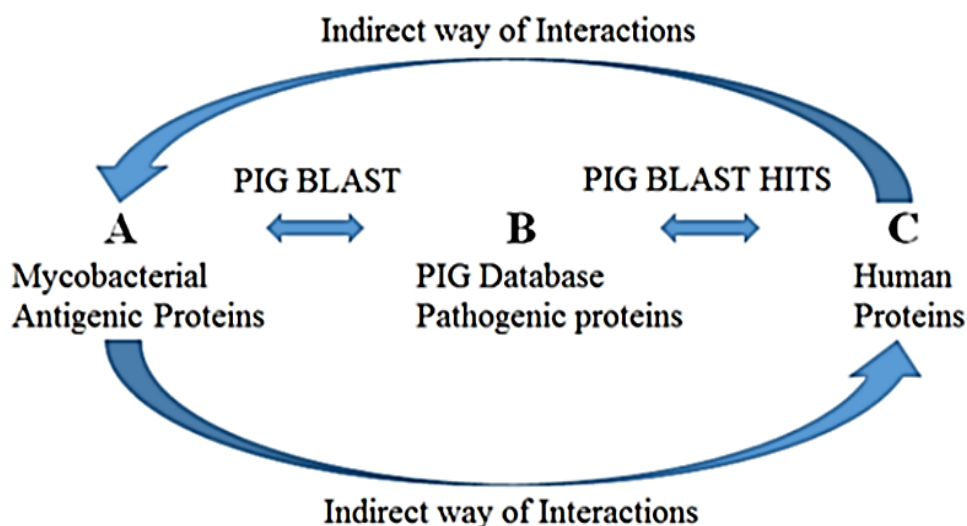 Indirect way of Interactions
PIG BLAST
PIG BLAST HITS
A
B
C
Mycobacterial
Antigenic Proteins
PIG Database
Pathogenic proteins
Human
Proteins
Indirect way of Interactions